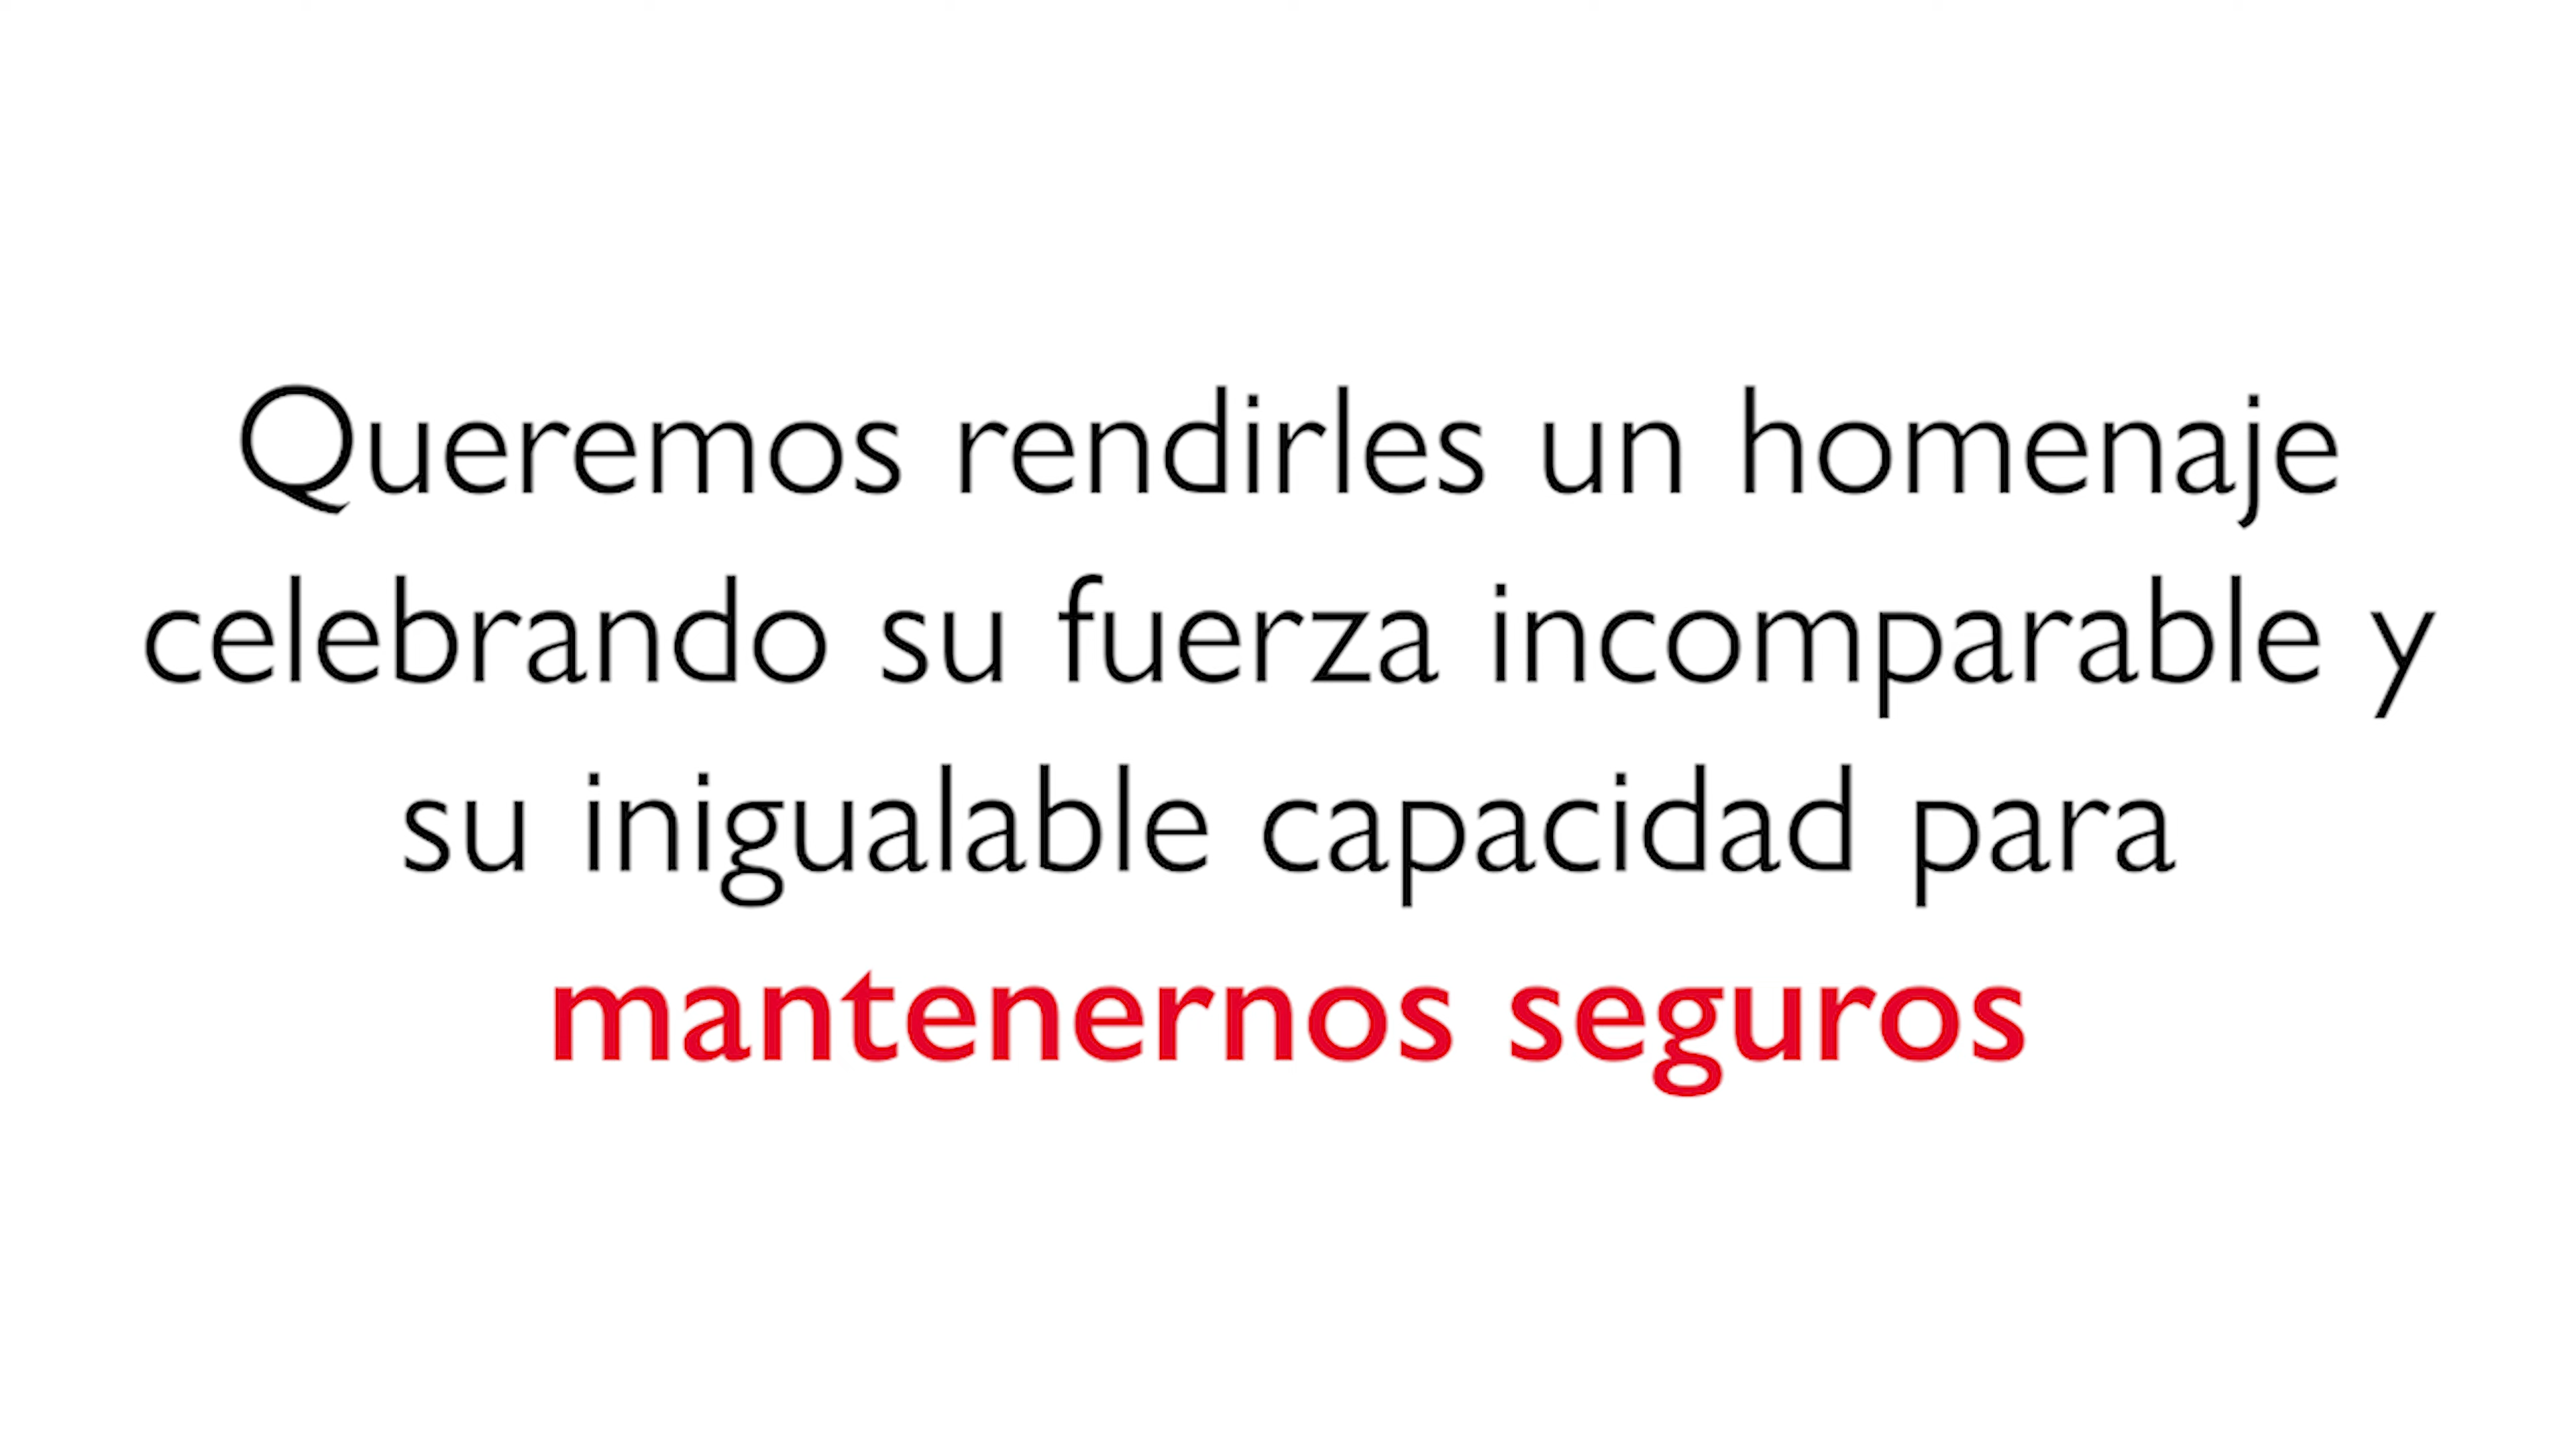 Queremos rendirles un homenaje
celebrando su fuerza incomparable y
su inigualable capacidad para
mantenernos seguros